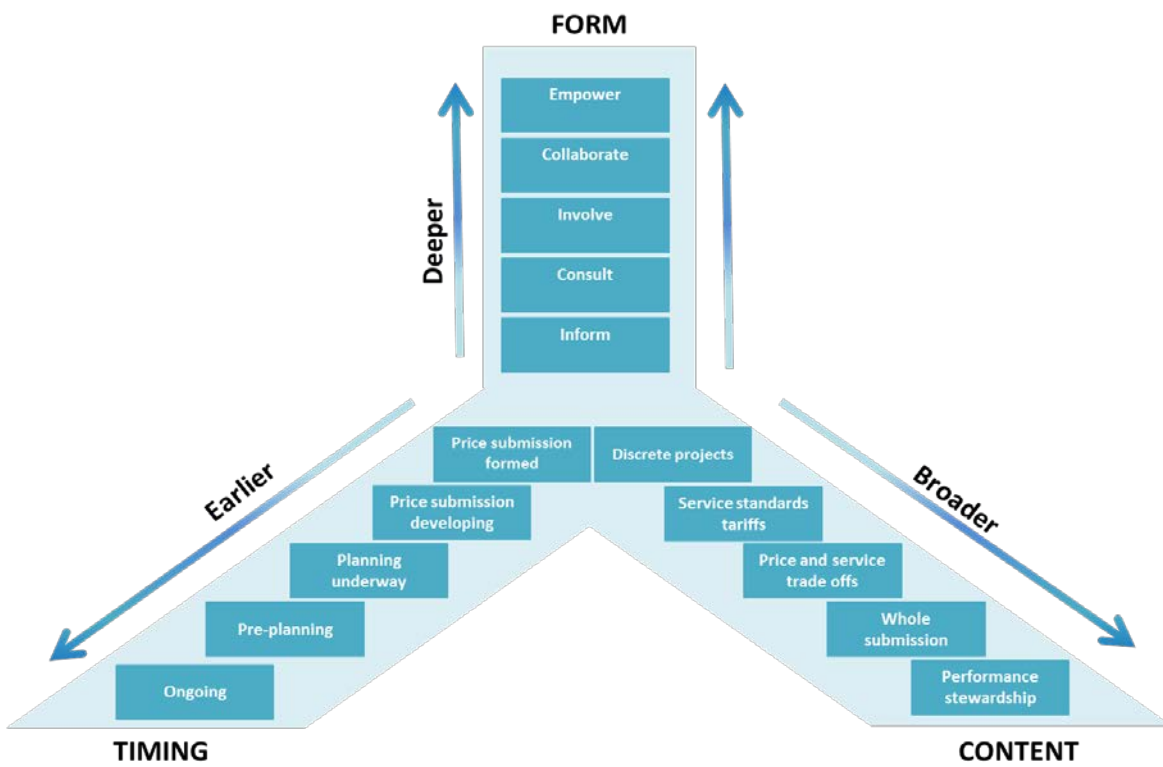 FORM
Empower
Collaborate
Involve
Consult
Inform
Deeper
Price submission
formed
Price submission
developing
Planning
underway
Pre-planning
Ongoing
Earlier
TIMING
Discrete projects
Service standards
tariffs
Price and service
trade offs
Whole
submission
Performance
stewardship
Broader
CONTENT